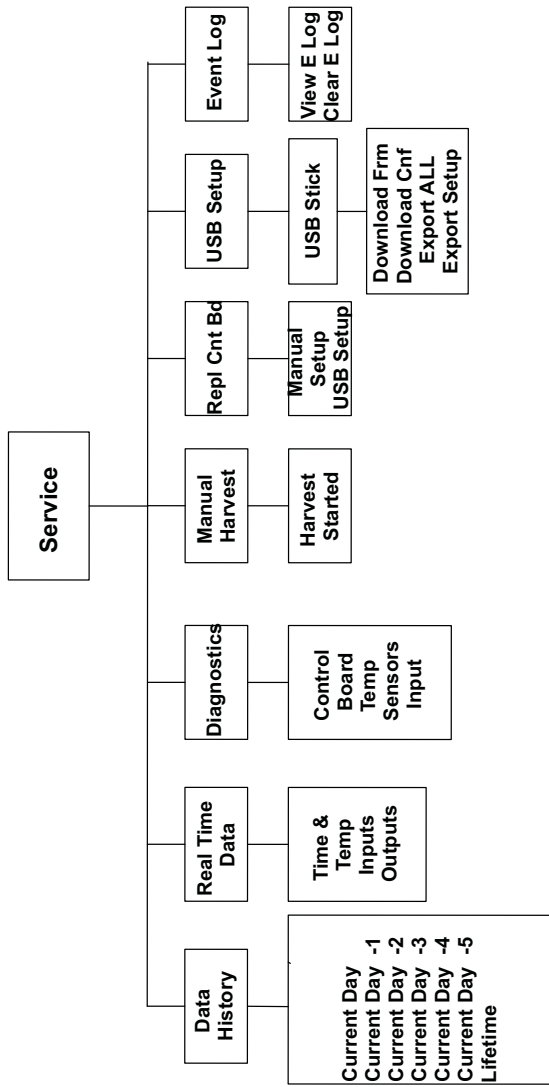 Service
Data
History
Real Time
Data
Diagnostics
Manual
Harvest
Repl Cnt Bd
USB Setup
Event Log
Current Day
Current Day -1
Current Day -2
Current Day -3
Current Day -4
Current Day -5
Lifetime
Time &
Temp
Inputs
Outputs
Control
Board
Temp
Sensors
Input
Harvest
Started
Manual
Setup
USB Setup
USB Stick
View E Log
Clear E Log
Download Frm
Download Cnf
Export ALL
Export Setup